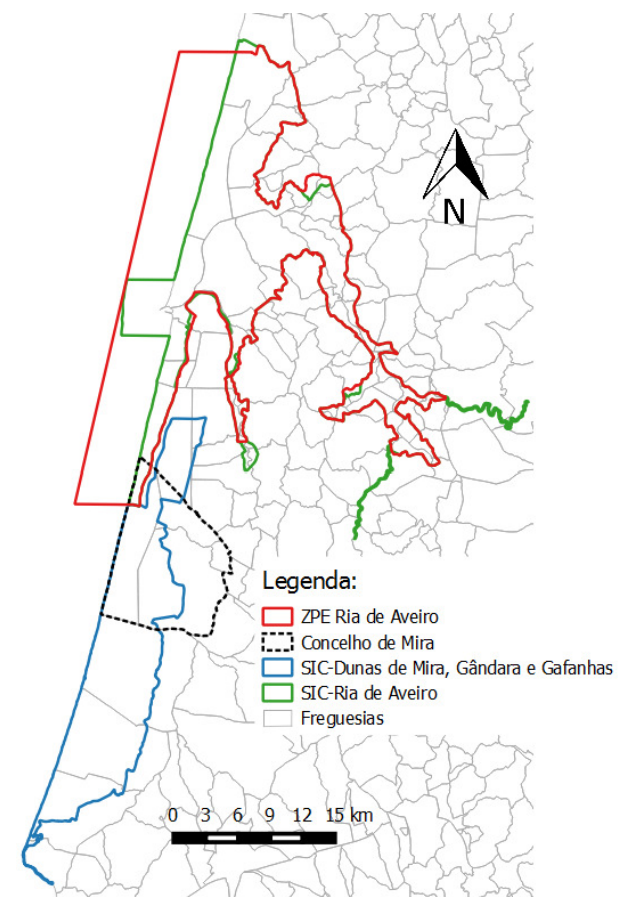 N
Legenda:
ZPE Ria de Aveiro
Concelho de Mira
SIC-Dunas de Mira, Gândara e Gafanhas
SIC-Ria de Aveiro
Freguesias
0 3 6 9 12 15 km